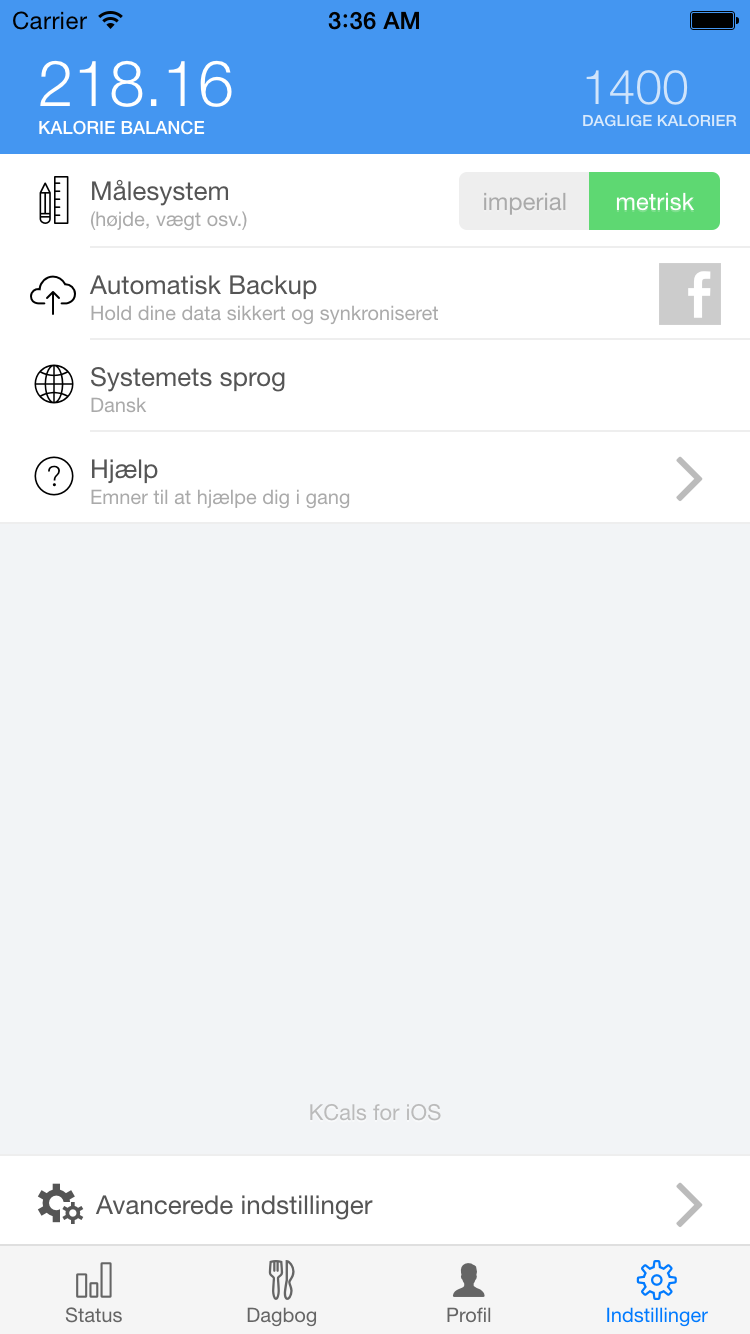 Carrier 3:36 AM
218.16
KALORIE BALANCE
1400
DAGLIGE KALORIER
Målesystem
(højde, vægt osv.)
imperial metrisk
Automatisk Backup
Hold dine data sikkert og synkroniseret
f
Systemets sprog
Dansk
?
Hjælp
Emner til at hjælpe dig i gang
KCals for iOS
Avancerede indstillinger
Status Dagbog Profil Indstillinger